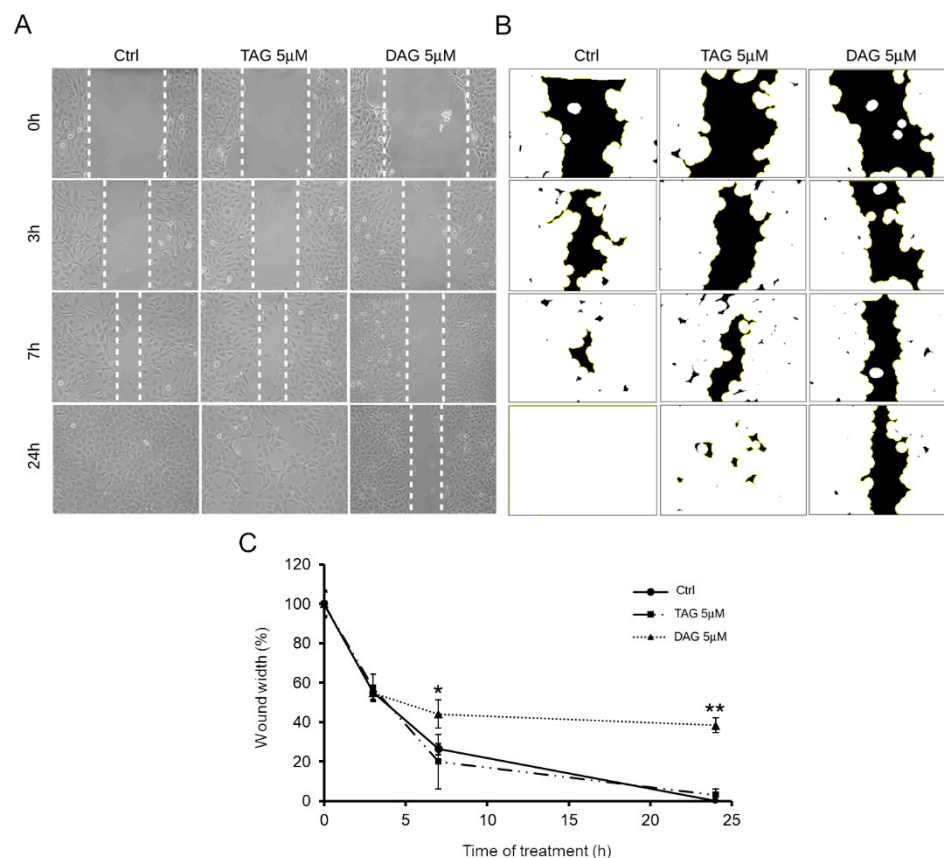 A
B
Ctrl TAG 5μM DAG 5μM
Ctrl TAG 5μM DAG 5μM
0h
3h
7h
24h
C
120
100
80
60
40
20
0
Wound width (%)
Ctrl
TAG 5μM
DAG 5μM
*
**
0 5 10 15 20 25
Time of treatment (h)